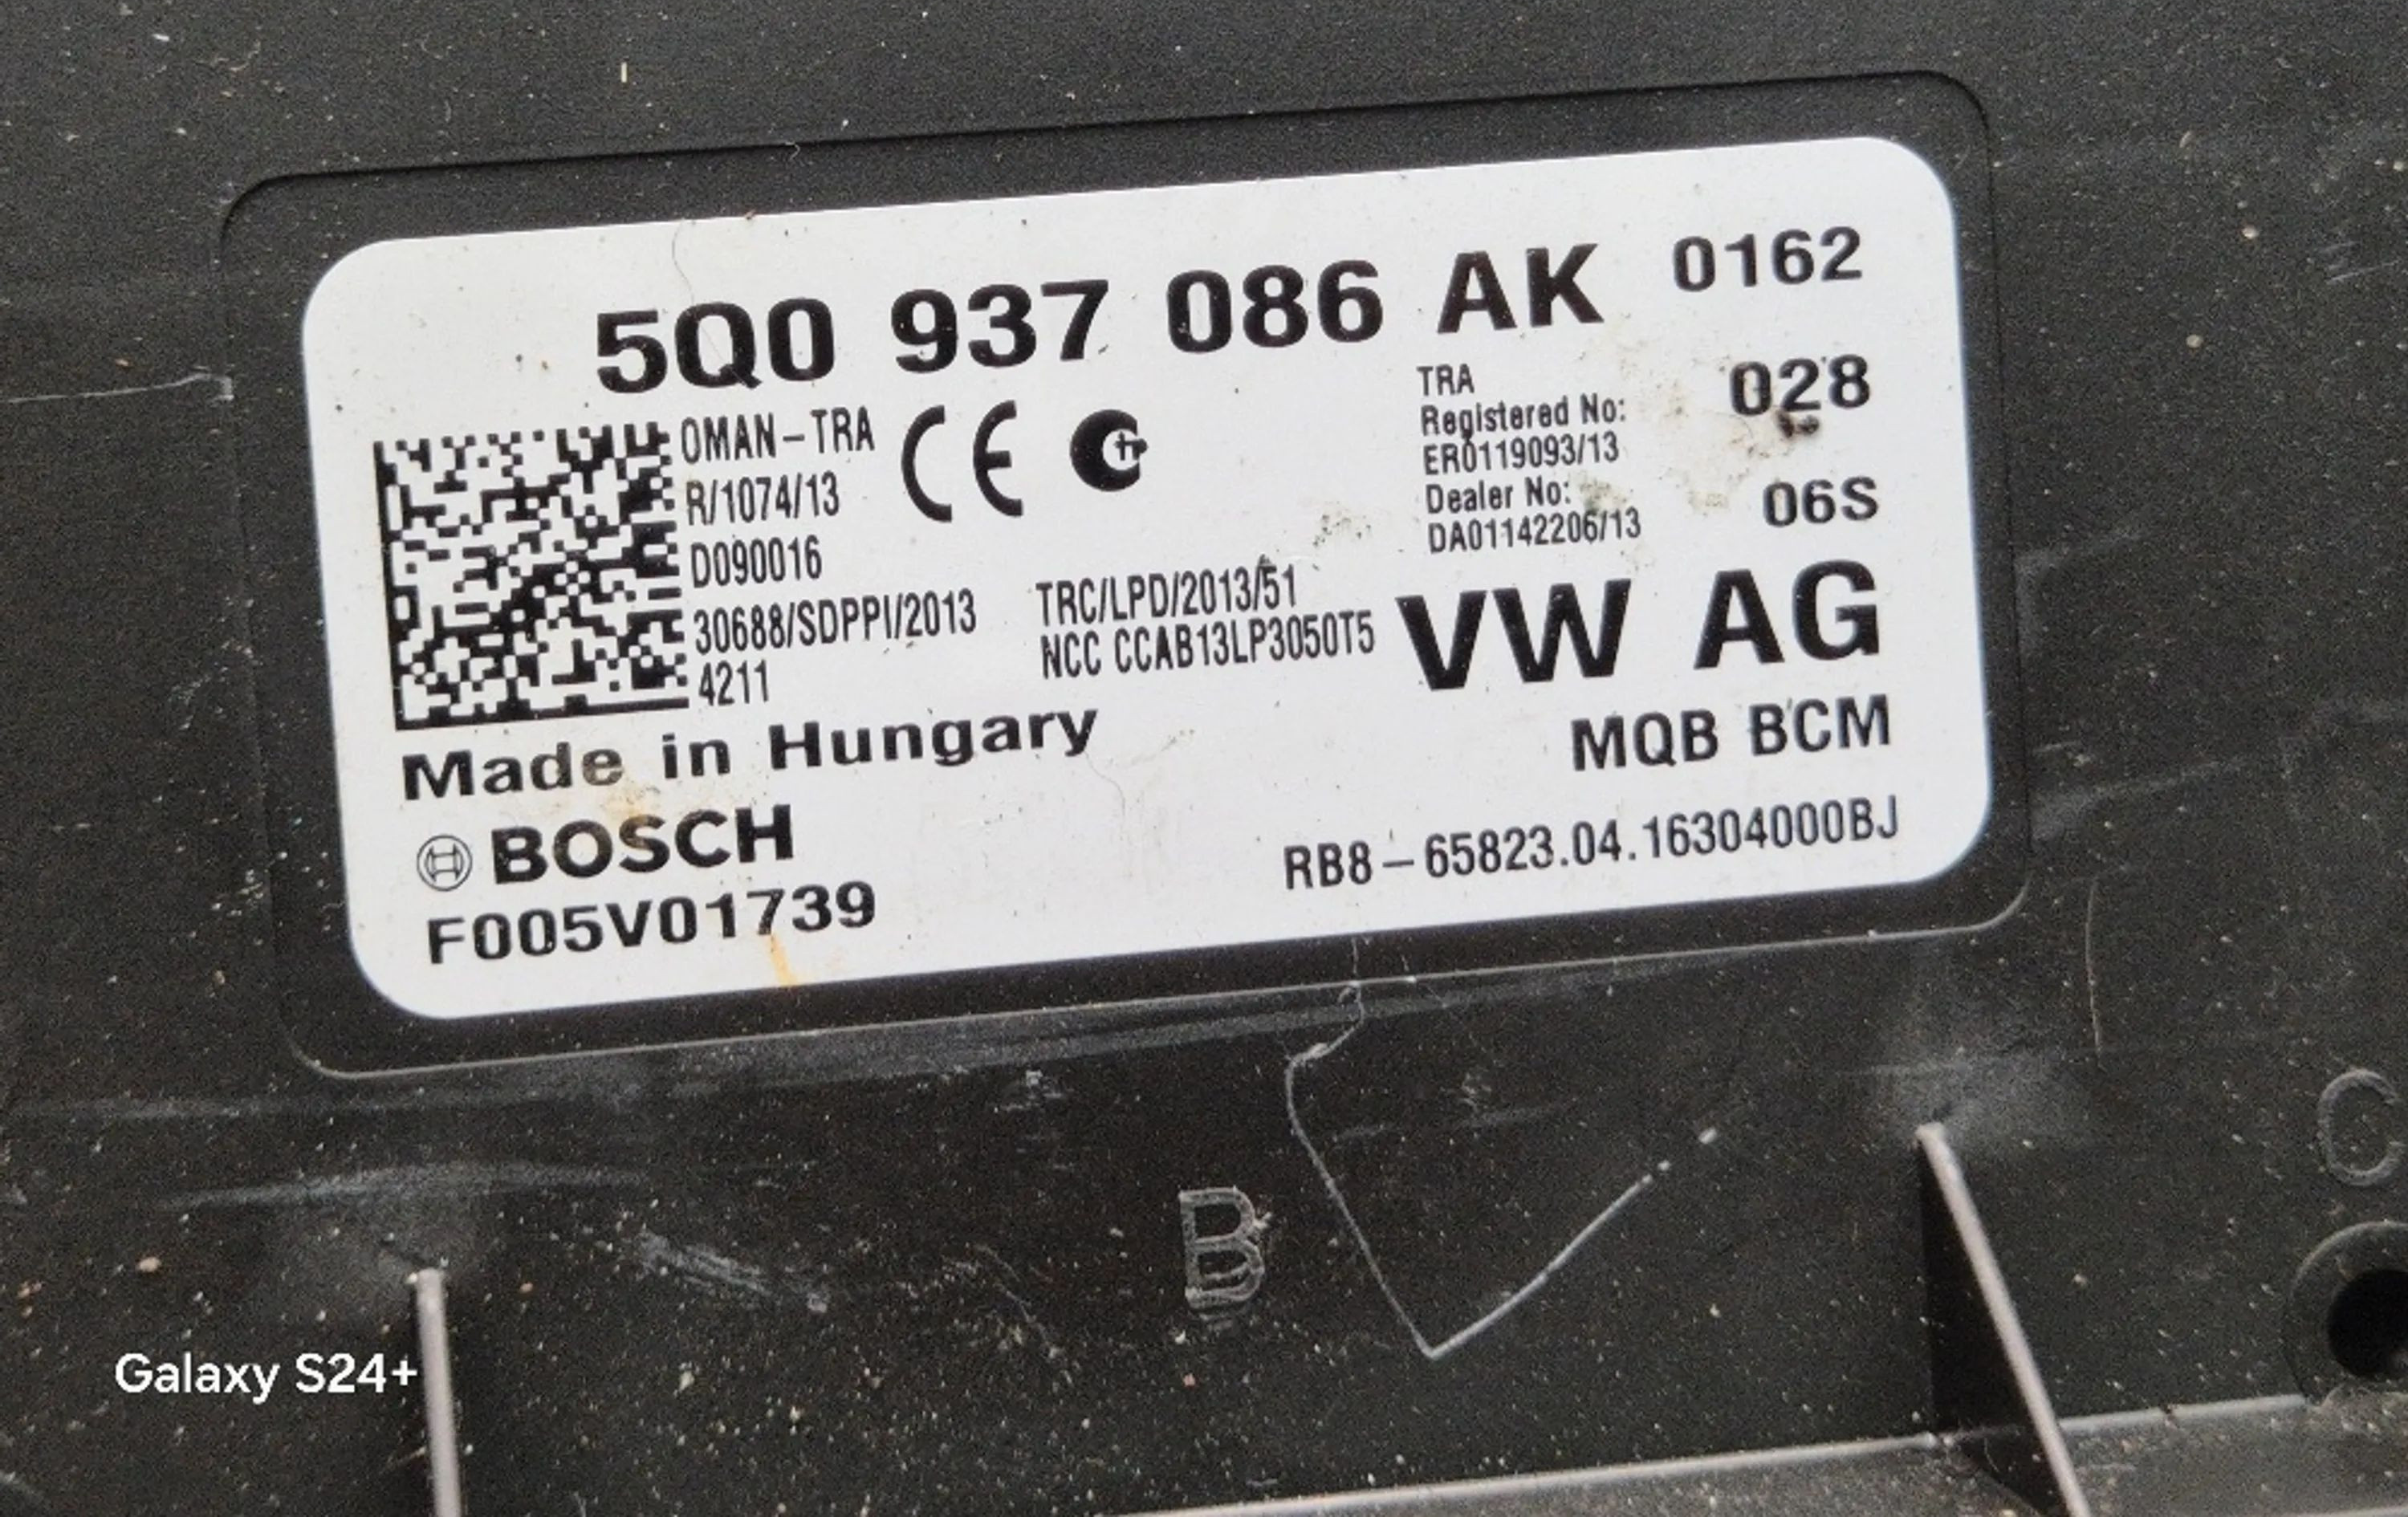 5Q0 937 086 AK 0162
OMAN-TRA
R/1074/13
D090016
30688/SDPPI/2013
4211
CE
TRC/LPD/2013/51
NCC CCAB13LP3050T5
TRA
Registered No:
ER0119093/13
Dealer No:
DA01142206/13
028
06S
VW AG
MQB BCM
Made in Hungary
BOSCH
F005V01739
RB8-65823.04.16304000BJ
B
C
Galaxy S24+